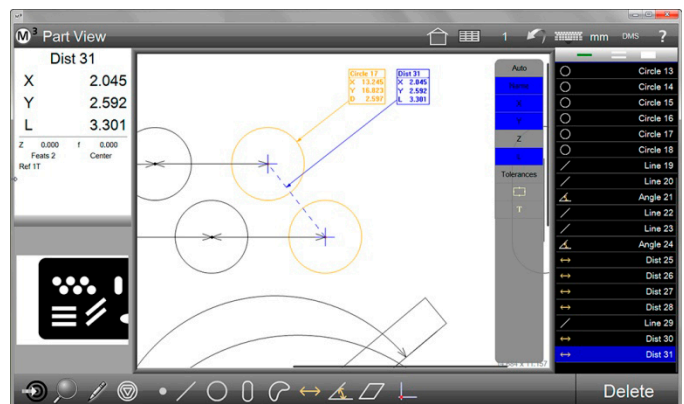 M3 Part View
1
mm
DMS
?
Dist 31
X 2.045
Y 2.592
L 3.301
Z 0.000 f 0.000
Feats 2 Center
Ref 1T
Circle 17
X 13.245
Y 16.023
D 2.597
Dist 31
X 2.045
Y 2.592
L 3.301
Auto
Name
X
Y
Z
L
Tolerances
T
Circle 13
Circle 14
Circle 15
Circle 16
Circle 17
Circle 18
Line 19
Line 20
Angle 21
Line 22
Line 23
Angle 24
Dist 25
Dist 26
Dist 27
Dist 28
Line 29
Dist 30
Dist 31
Delete